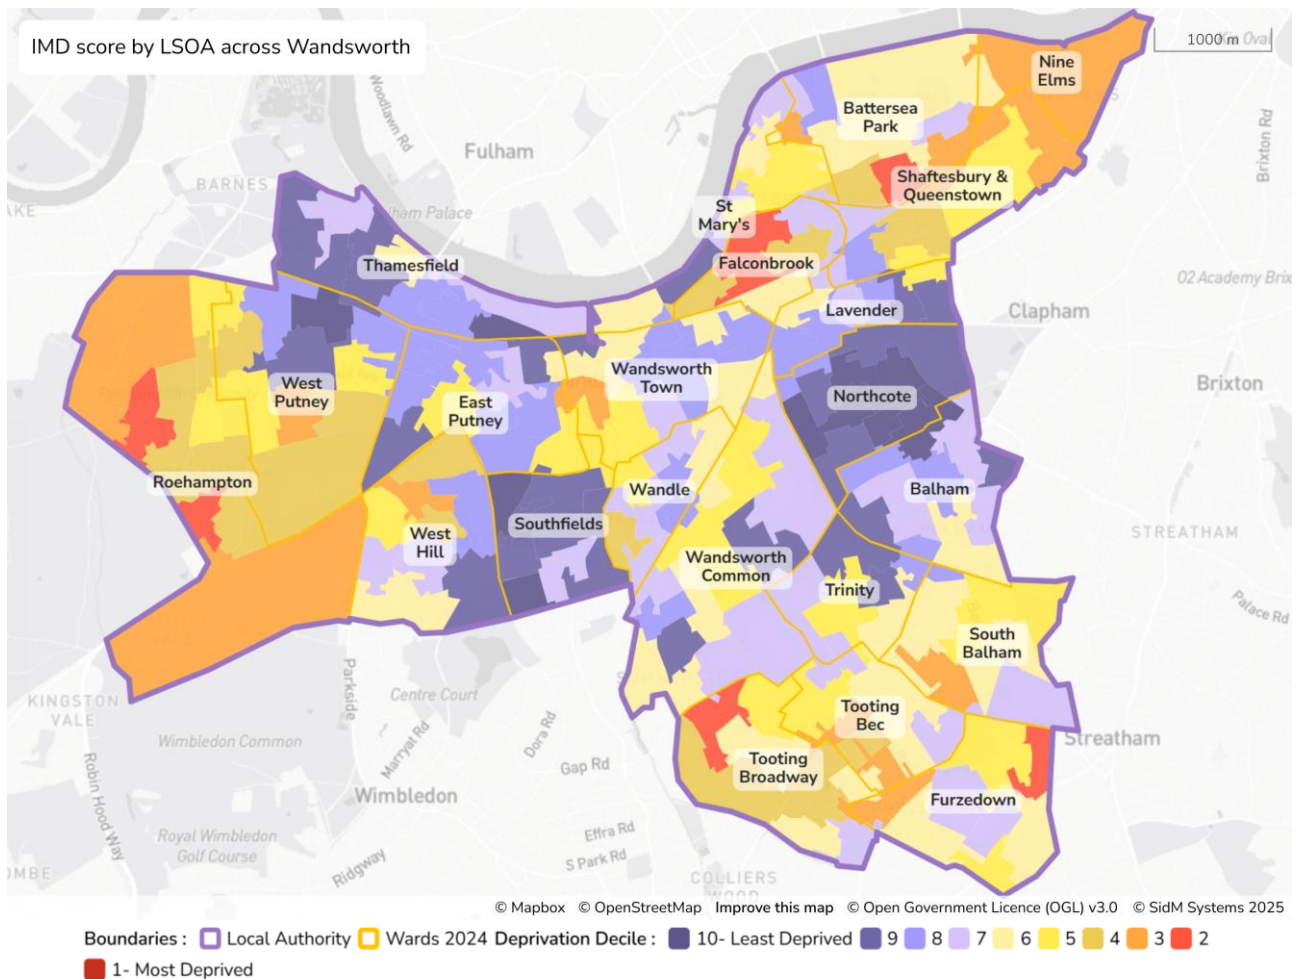 IMD score by LSOA across Wandsworth
1000 m
Nine
Elms
Battersea
Park
Woodlawn Rd
Fulham
Brixton Rd
BARNES
Shaftesbury &
Queenstown
St
Mary's
Thamesfield
Falconbrook
O2 Academy Brix
Lavender
Clapham
Wandsworth
Town
West
Putney
East
Putney
Northcote
Brixton
Roehampton
Wandle
Balham
Southfields
West
Hill
STREATHAM
Wandsworth
Common
Trinity
Palace Rd
South
Balham
KINGSTON
VALE
Parkside
Centre Court
Tooting
Bec
Streatham
Wimbledon Common
Marryat Rd
Dora Rd
Gap Rd
Tooting
Broadway
Robin Hood Way
Wimbledon
Furzedown
Royal Wimbledon
Golf Course
Effra Rd
S Park Rd
Ridgway
COLLIERS
WOOD
© Mapbox © OpenStreetMap Improve this map © Open Government Licence (OGL) v3.0 © SidM Systems 2025
Boundaries : Local Authority Wards 2024 Deprivation Decile : 10- Least Deprived 9 8 7 6 5 4 3 2
1- Most Deprived